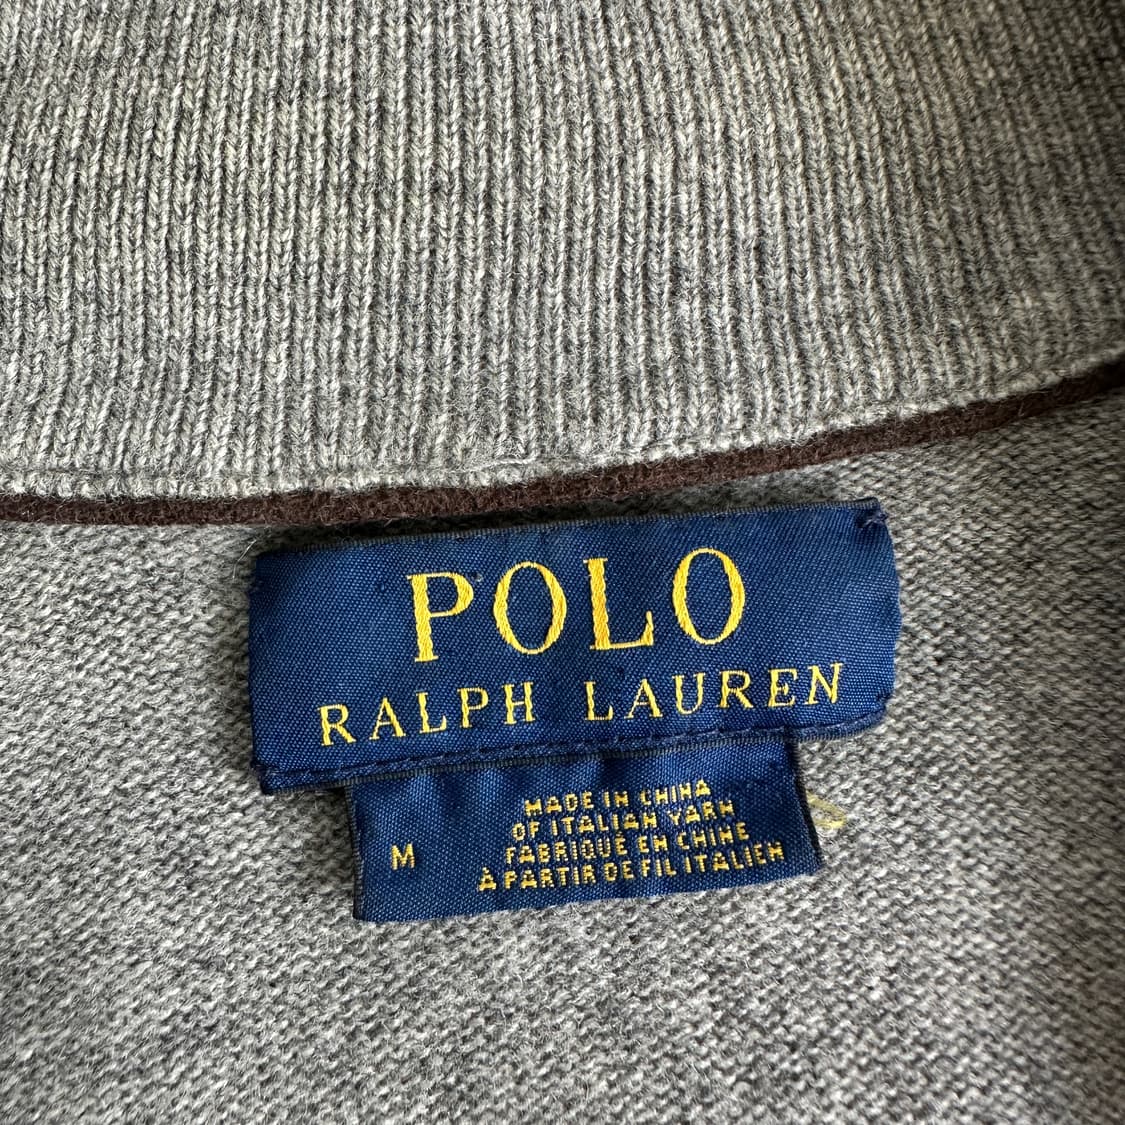 POLO
RALPH LAUREN
M
MADE IN CHINA
OF ITALIAN YARN
FABRIQUÉ EN CHINE
À PARTIR DE FIL ITALIEN